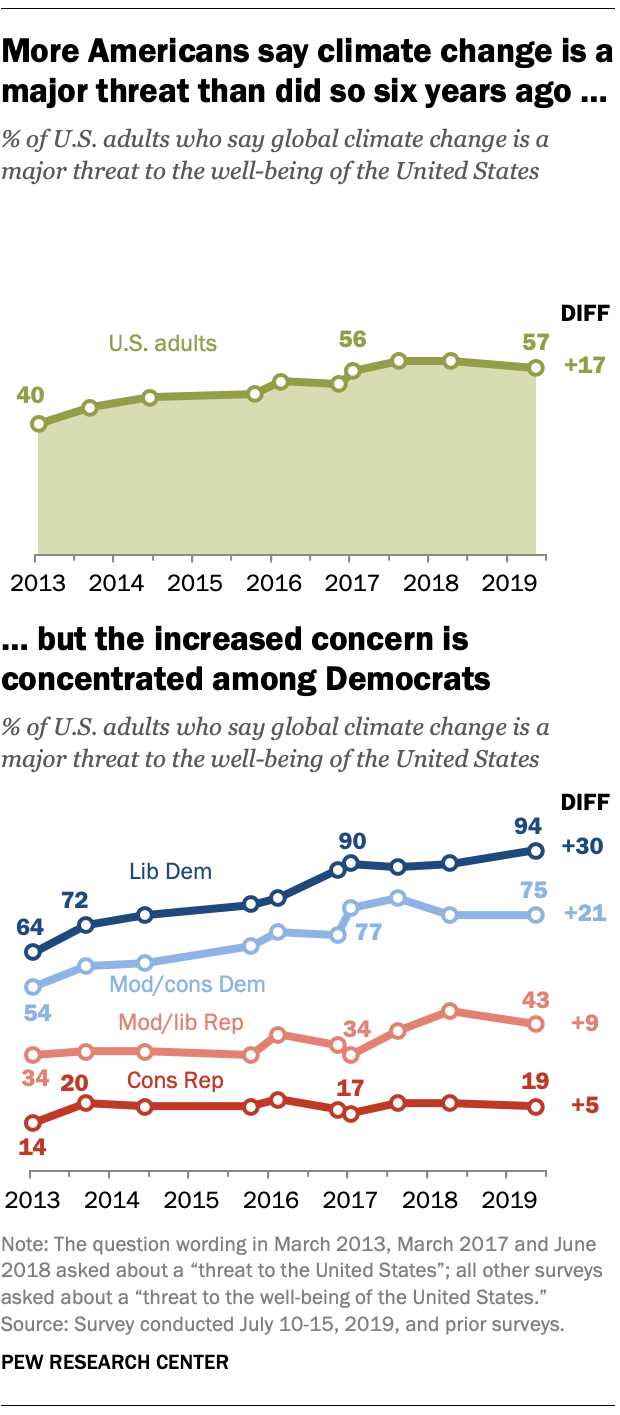 More Americans say climate change is a
major threat than did so six years ago ...
% of U.S. adults who say global climate change is a
major threat to the well-being of the United States
DIFF
U.S. adults
56
57
+17
40
2013 2014 2015 2016 2017 2018 2019
... but the increased concern is
concentrated among Democrats
% of U.S. adults who say global climate change is a
major threat to the well-being of the United States
DIFF
94
90
+30
Lib Dem
72
75
64
+21
77
Mod/cons Dem
54
43
Mod/lib Rep
34
+9
34
20
Cons Rep
17
19
+5
14
2013 2014 2015 2016 2017 2018 2019
Note: The question wording in March 2013, March 2017 and June
2018 asked about a “threat to the United States”; all other surveys
asked about a “threat to the well-being of the United States.”
Source: Survey conducted July 10-15, 2019, and prior surveys.
PEW RESEARCH CENTER